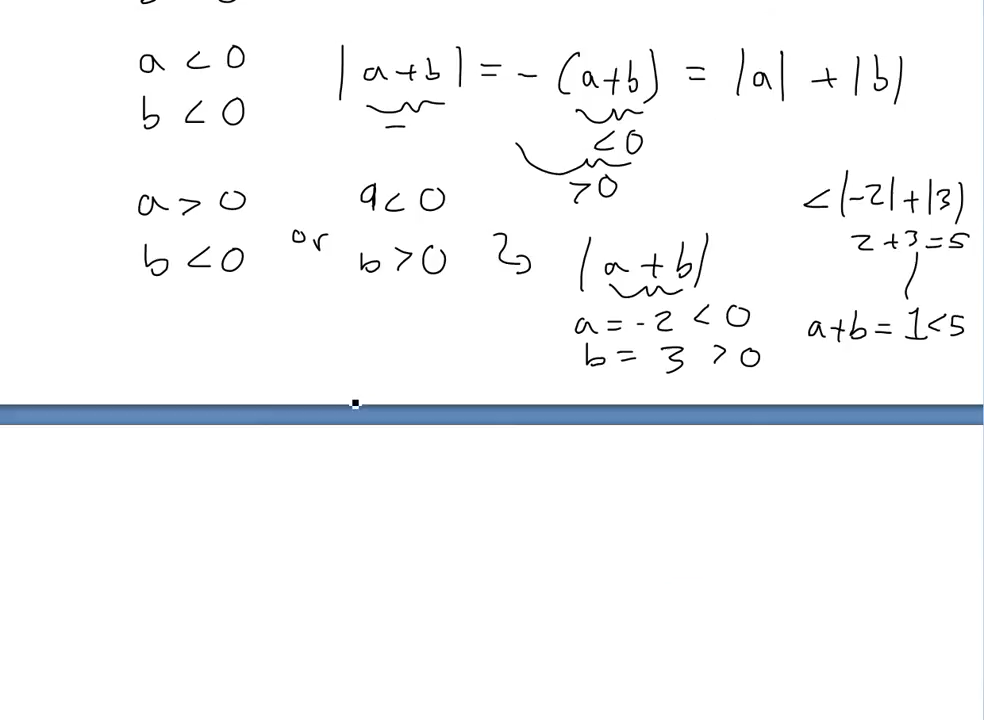 a < 0 |a+b| = - (a+b) = |a| + |b|
b < 0
< 0
> 0
a > 0 or a < 0 < |-2| + |3|
b < 0 b > 0 |a+b| 2 + 3 = 5
a = -2 < 0 a+b = 1 < 5
b = 3 > 0